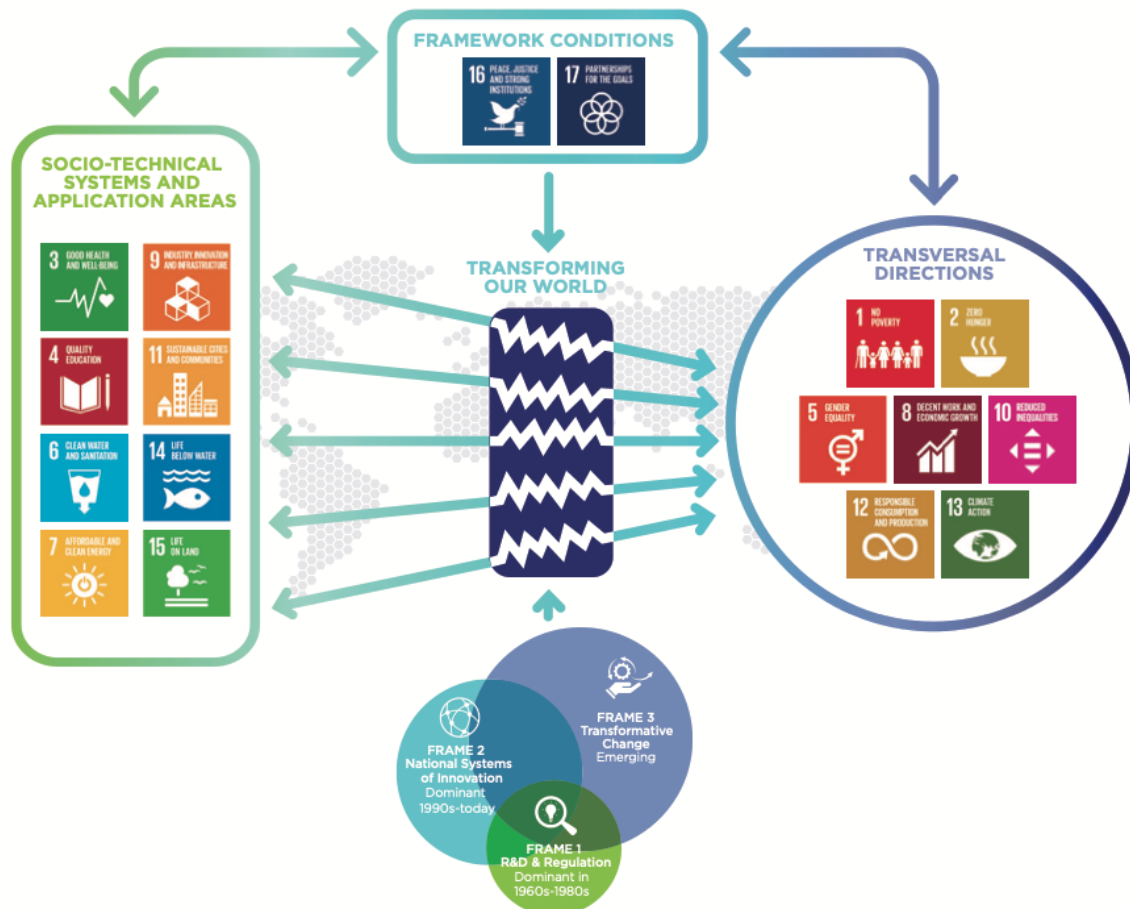 FRAMEWORK CONDITIONS
16 PEACE, JUSTICE
AND STRONG
INSTITUTIONS
17 PARTNERSHIPS
FOR THE GOALS
SOCIO-TECHNICAL
SYSTEMS AND
APPLICATION AREAS
3 GOOD HEALTH
AND WELL-BEING
9 INDUSTRY, INNOVATION
AND INFRASTRUCTURE
4 QUALITY
EDUCATION
11 SUSTAINABLE CITIES
AND COMMUNITIES
6 CLEAN WATER
AND SANITATION
14 LIFE
BELOW WATER
7 AFFORDABLE AND
CLEAN ENERGY
15 LIFE
ON LAND
TRANSFORMING
OUR WORLD
TRANSVERSAL
DIRECTIONS
1 NO
POVERTY
2 ZERO
HUNGER
5 GENDER
EQUALITY
8 DECENT WORK AND
ECONOMIC GROWTH
10 REDUCED
INEQUALITIES
12 RESPONSIBLE
CONSUMPTION
AND PRODUCTION
13 CLIMATE
ACTION
FRAME 3
Transformative
Change
Emerging
FRAME 2
National Systems
of Innovation
Dominant
1990s-today
FRAME 1
R&D & Regulation
Dominant in
1960s-1980s